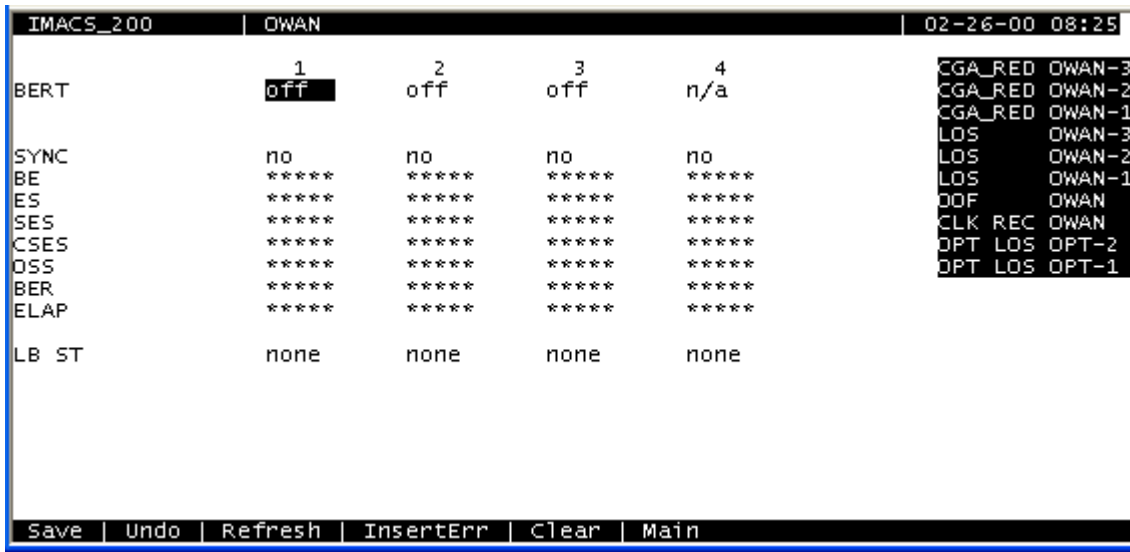 IMACS_200 | OWAN | 02-26-00 08:25
1 2 3 4
BERT off off off n/a
SYNC no no no no
BE ***** ***** ***** *****
ES ***** ***** ***** *****
SES ***** ***** ***** *****
CSES ***** ***** ***** *****
OSS ***** ***** ***** *****
BER ***** ***** ***** *****
ELAP ***** ***** ***** *****
LB ST none none none none
CGA_RED OWAN-3
CGA_RED OWAN-2
CGA_RED OWAN-1
LOS OWAN-3
LOS OWAN-2
LOS OWAN-1
OOF OWAN
CLK REC OWAN
OPT LOS OPT-2
OPT LOS OPT-1
Save | Undo | Refresh | InsertErr | Clear | Main